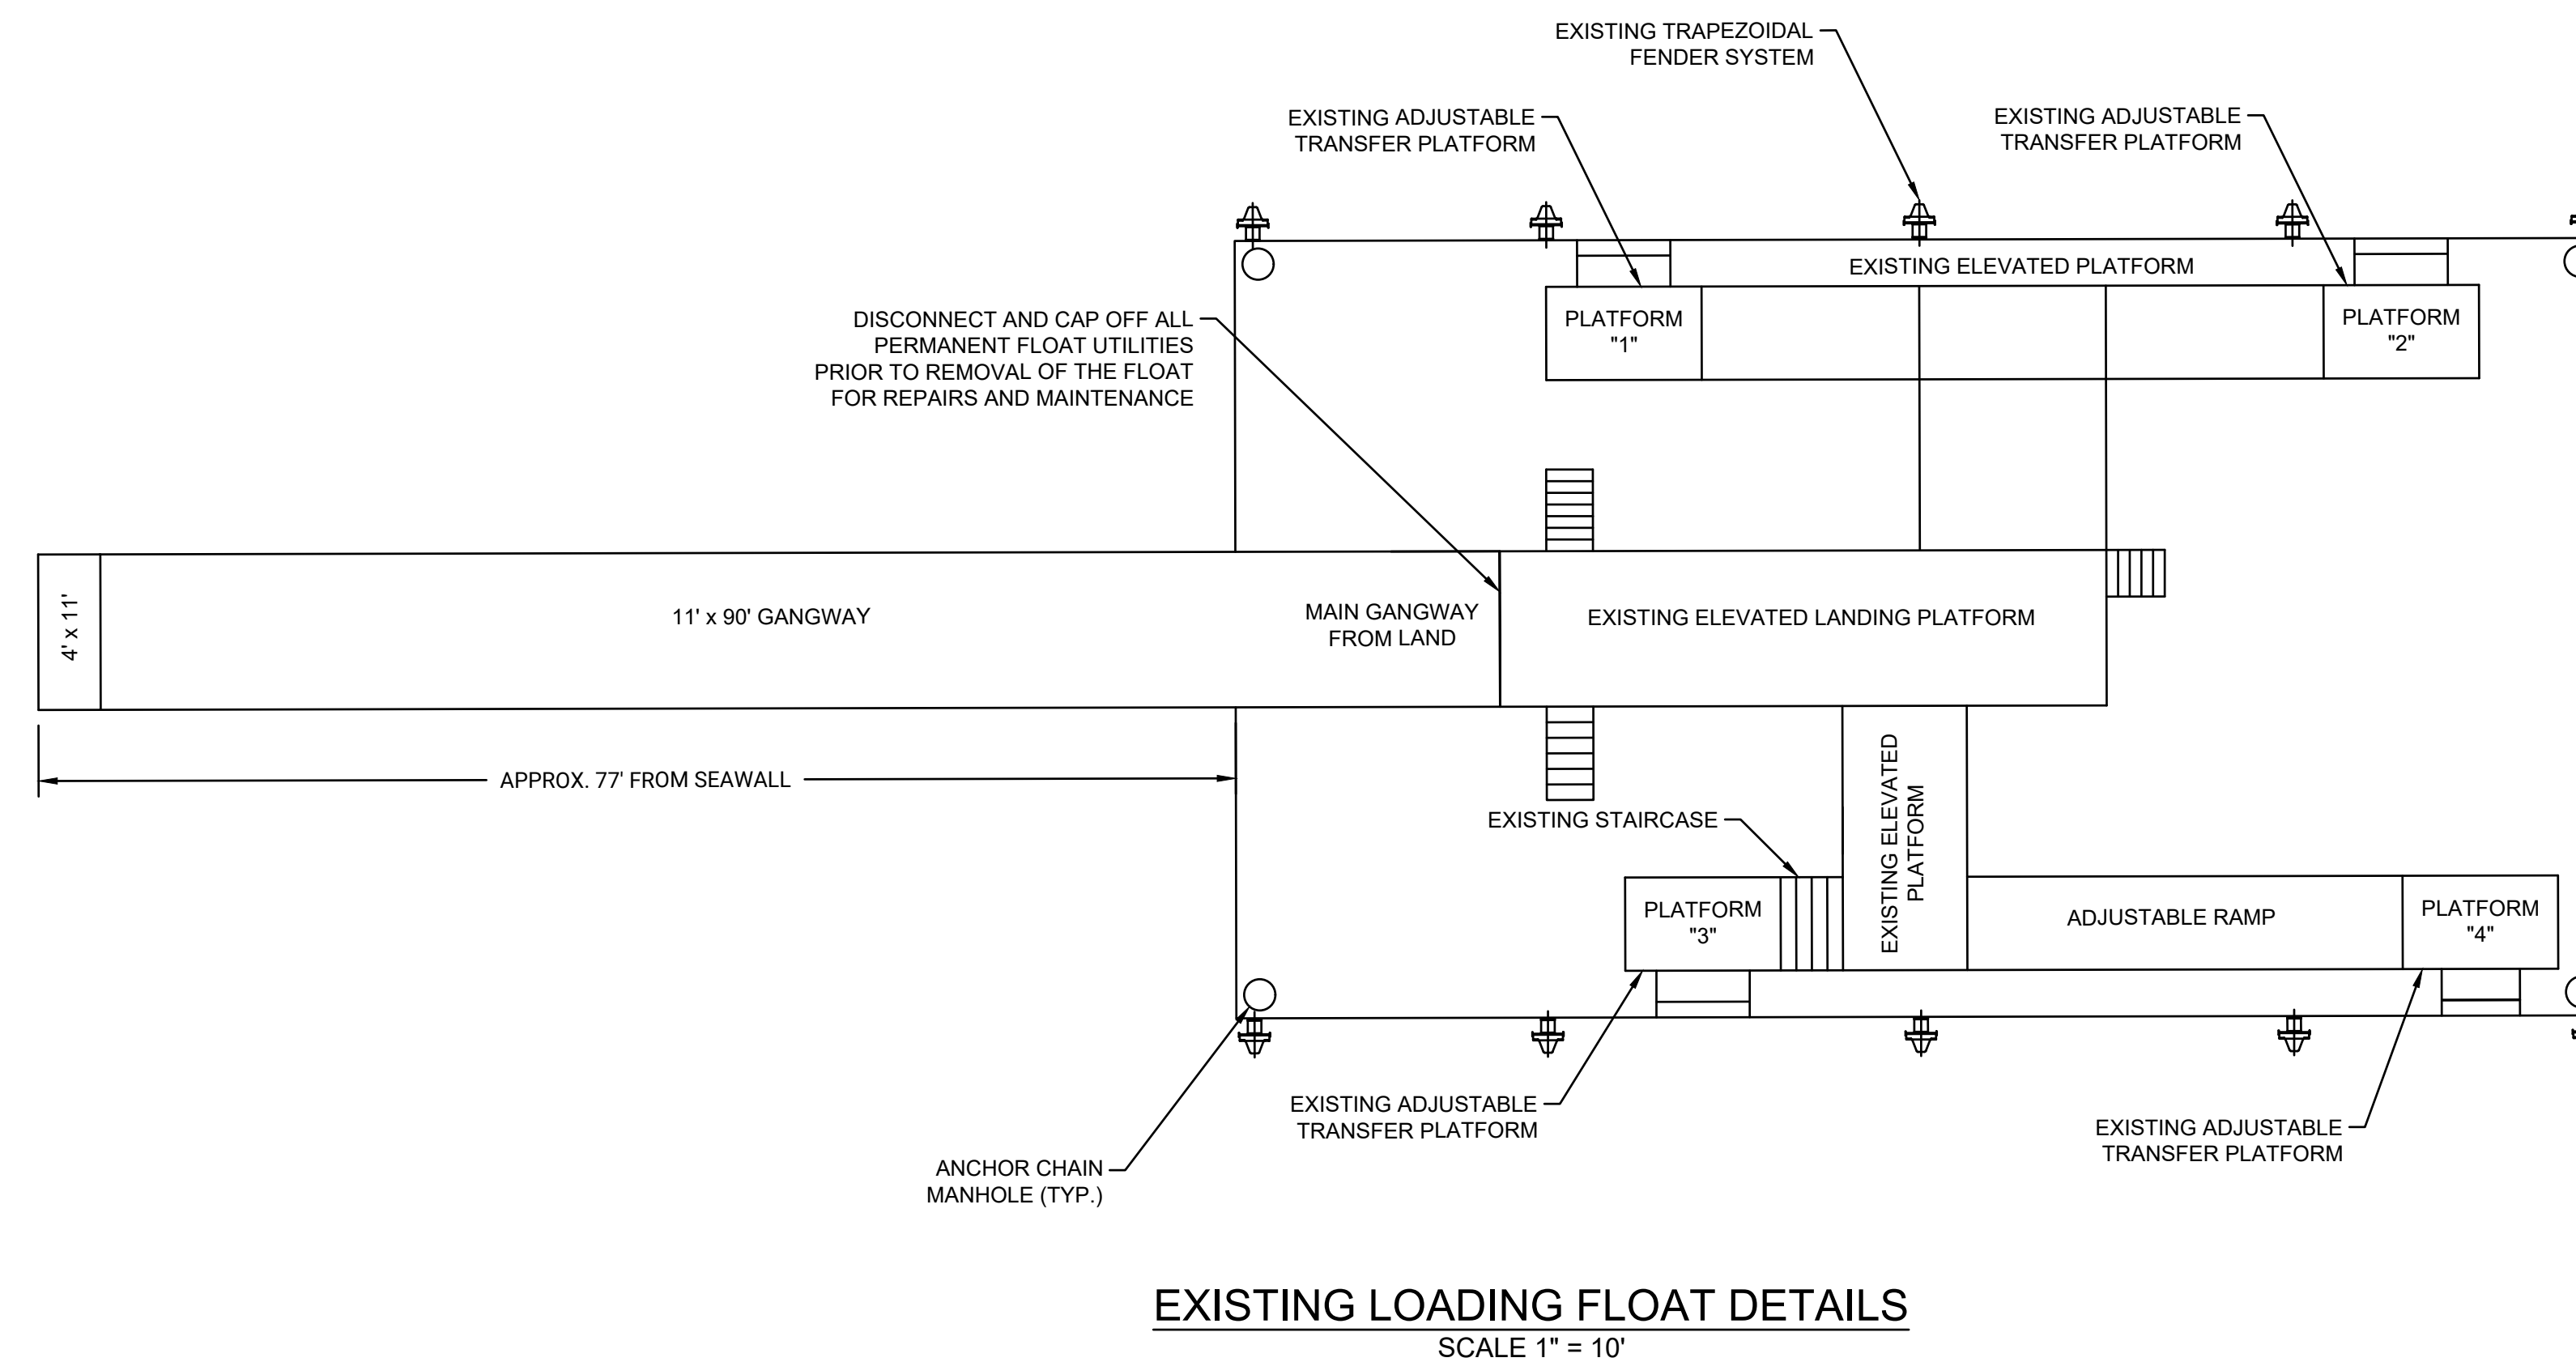 EXISTING TRAPEZOIDAL
FENDER SYSTEM
EXISTING ADJUSTABLE
TRANSFER PLATFORM
EXISTING ADJUSTABLE
TRANSFER PLATFORM
EXISTING ELEVATED PLATFORM
PLATFORM
"1"
PLATFORM
"2"
DISCONNECT AND CAP OFF ALL
PERMANENT FLOAT UTILITIES
PRIOR TO REMOVAL OF THE FLOAT
FOR REPAIRS AND MAINTENANCE
4' x 11'
11' x 90' GANGWAY
MAIN GANGWAY
FROM LAND
EXISTING ELEVATED LANDING PLATFORM
APPROX. 77' FROM SEAWALL
EXISTING STAIRCASE
EXISTING ELEVATED
PLATFORM
PLATFORM
"3"
ADJUSTABLE RAMP
PLATFORM
"4"
EXISTING ADJUSTABLE
TRANSFER PLATFORM
EXISTING ADJUSTABLE
TRANSFER PLATFORM
ANCHOR CHAIN
MANHOLE (TYP.)
EXISTING LOADING FLOAT DETAILS
SCALE 1" = 10'